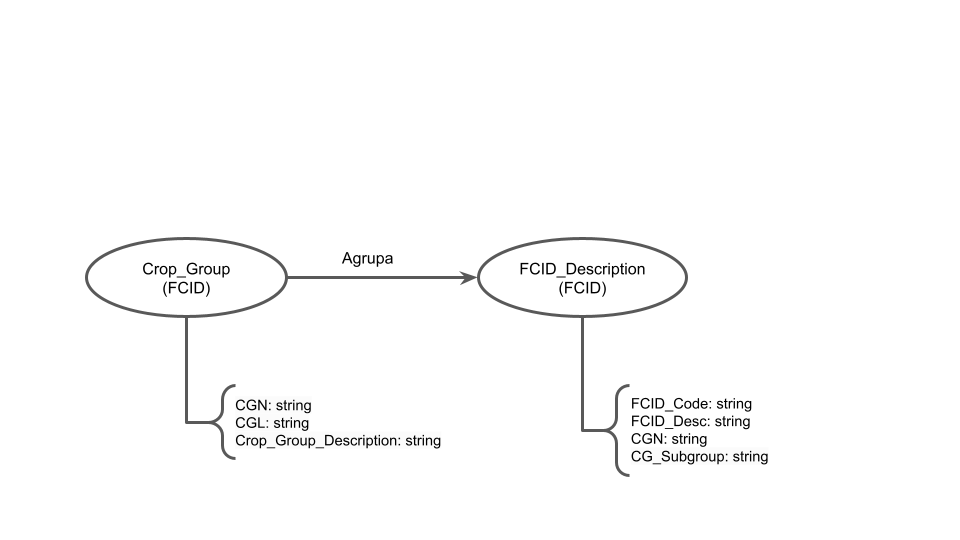 Crop_Group
(FCID)
Agrupa
FCID_Description
(FCID)
CGN: string
CGL: string
Crop_Group_Description: string
FCID_Code: string
FCID_Desc: string
CGN: string
CG_Subgroup: string